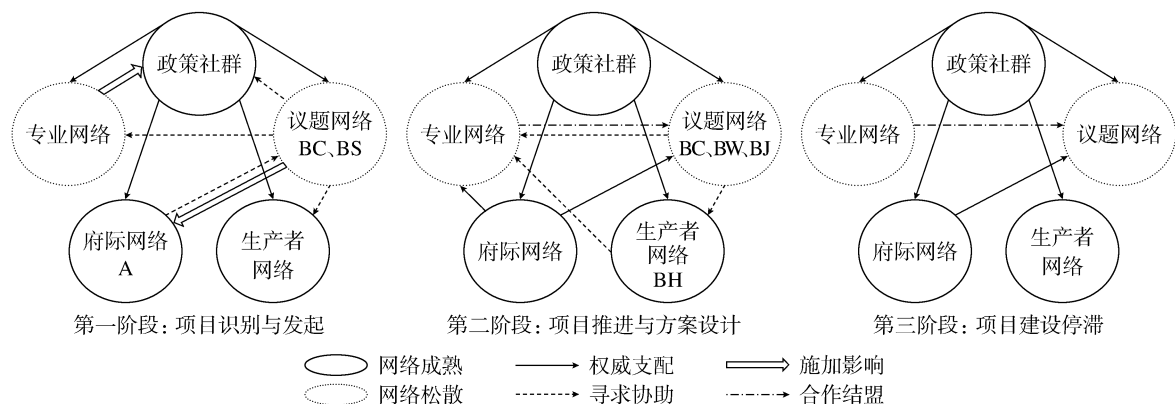 政策社群
专业网络
议题网络
BC、BS
府际网络
A
生产者
网络
第一阶段：项目识别与发起
政策社群
专业网络
议题网络
BC、BW、BJ
府际网络
生产者
网络
BH
第二阶段：项目推进与方案设计
政策社群
专业网络
议题网络
府际网络
生产者
网络
第三阶段：项目建设停滞
网络成熟
权威支配
施加影响
网络松散
寻求协助
合作结盟